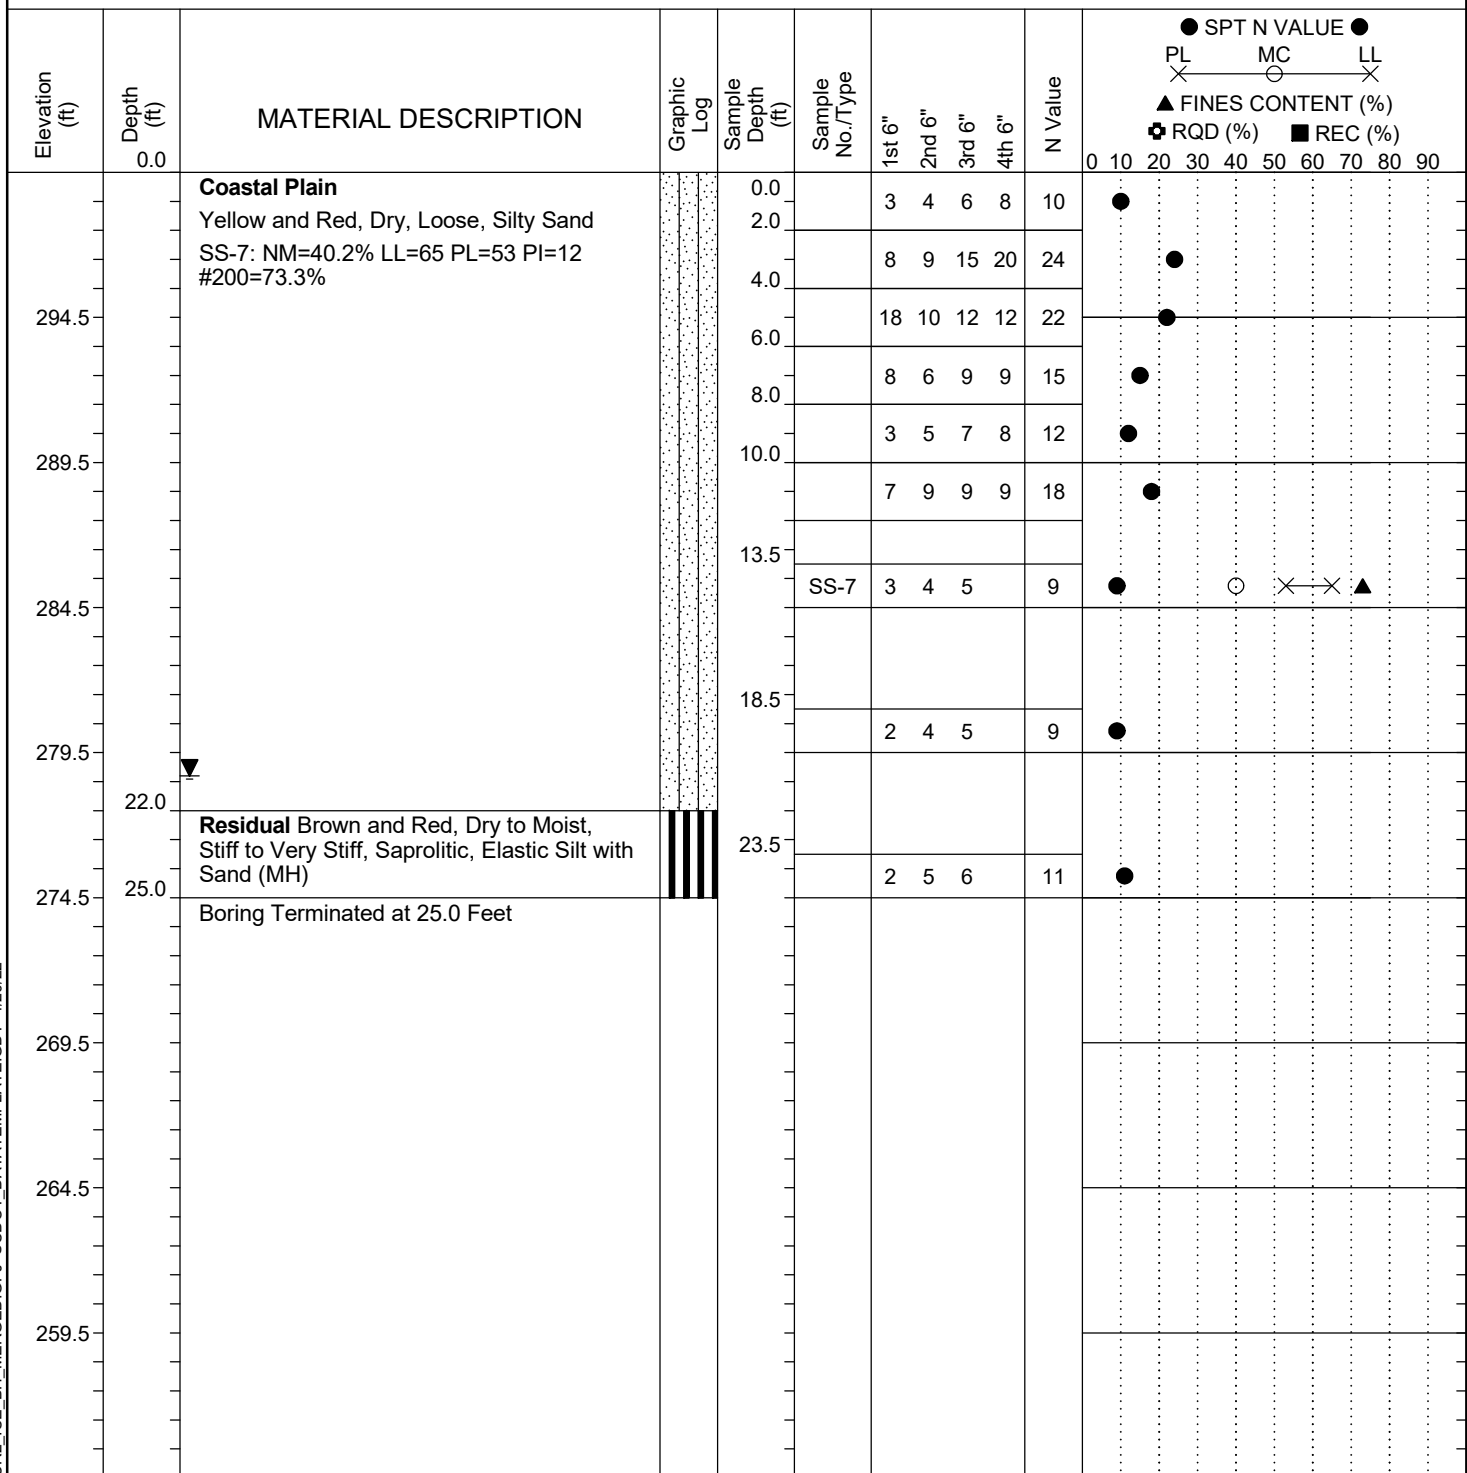 ● SPT N VALUE ●
PL MC LL
▲ FINES CONTENT (%)
RQD (%) ■ REC (%)
0 10 20 30 40 50 60 70 80 90
Elevation (ft)
Depth (ft)
0.0
MATERIAL DESCRIPTION
Graphic Log
Sample Depth (ft)
Sample No./Type
1st 6"
2nd 6"
3rd 6"
4th 6"
N Value
Coastal Plain
Yellow and Red, Dry, Loose, Silty Sand
SS-7: NM=40.2% LL=65 PL=53 PI=12
#200=73.3%
0.0
3 4 6 8 10
2.0
8 9 15 20 24
4.0
294.5
18 10 12 12 22
6.0
8 6 9 9 15
8.0
3 5 7 8 12
10.0
289.5
7 9 9 9 18
13.5
SS-7 3 4 5 9
284.5
18.5
2 4 5 9
279.5
22.0
Residual Brown and Red, Dry to Moist,
Stiff to Very Stiff, Saprolitic, Elastic Silt with
Sand (MH)
23.5
2 5 6 11
25.0
274.5
Boring Terminated at 25.0 Feet
269.5
264.5
259.5